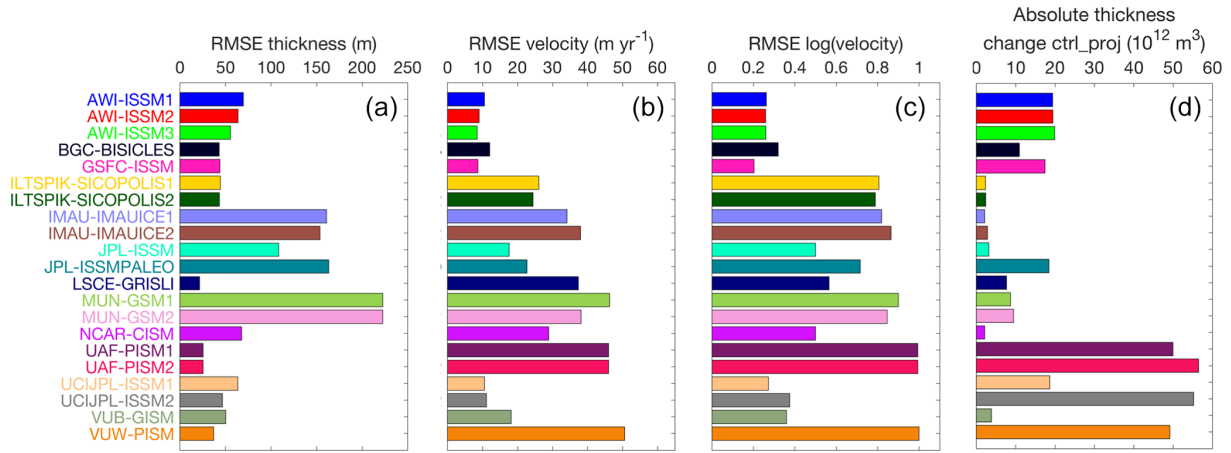 Absolute thickness
RMSE thickness (m)
RMSE velocity (m yr⁻¹)
RMSE log(velocity)
change ctrl_proj (10¹² m³)
0 50 100 150 200 250
0 10 20 30 40 50 60
0 0.2 0.4 0.6 0.8 1
0 10 20 30 40 50 60
(a)
(b)
(c)
(d)
AWI-ISSM1
AWI-ISSM2
AWI-ISSM3
BGC-BISICLES
GSFC-ISSM
ILTSPIK-SICOPOLIS1
ILTSPIK-SICOPOLIS2
IMAU-IMAUICE1
IMAU-IMAUICE2
JPL-ISSM
JPL-ISSMPALEO
LSCE-GRISLI
MUN-GSM1
MUN-GSM2
NCAR-CISM
UAF-PISM1
UAF-PISM2
UCIJPL-ISSM1
UCIJPL-ISSM2
VUB-GISM
VUW-PISM